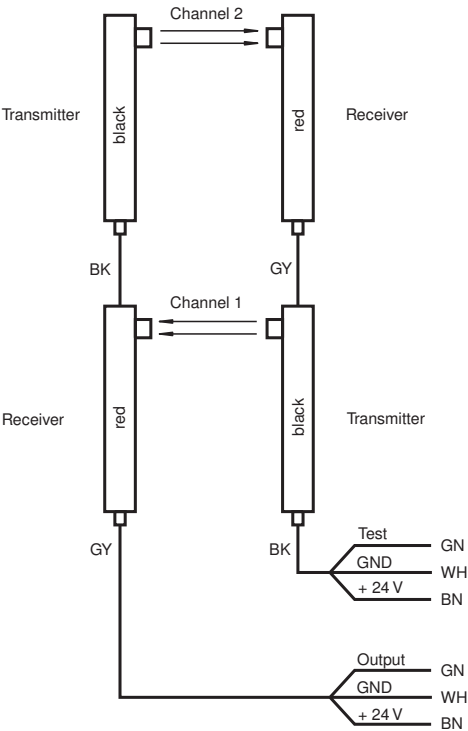 Channel 2
Transmitter
black
red
Receiver
BK
GY
Channel 1
Receiver
red
black
Transmitter
GY
BK
Test
GN
GND
WH
+ 24 V
BN
Output
GN
GND
WH
+ 24 V
BN